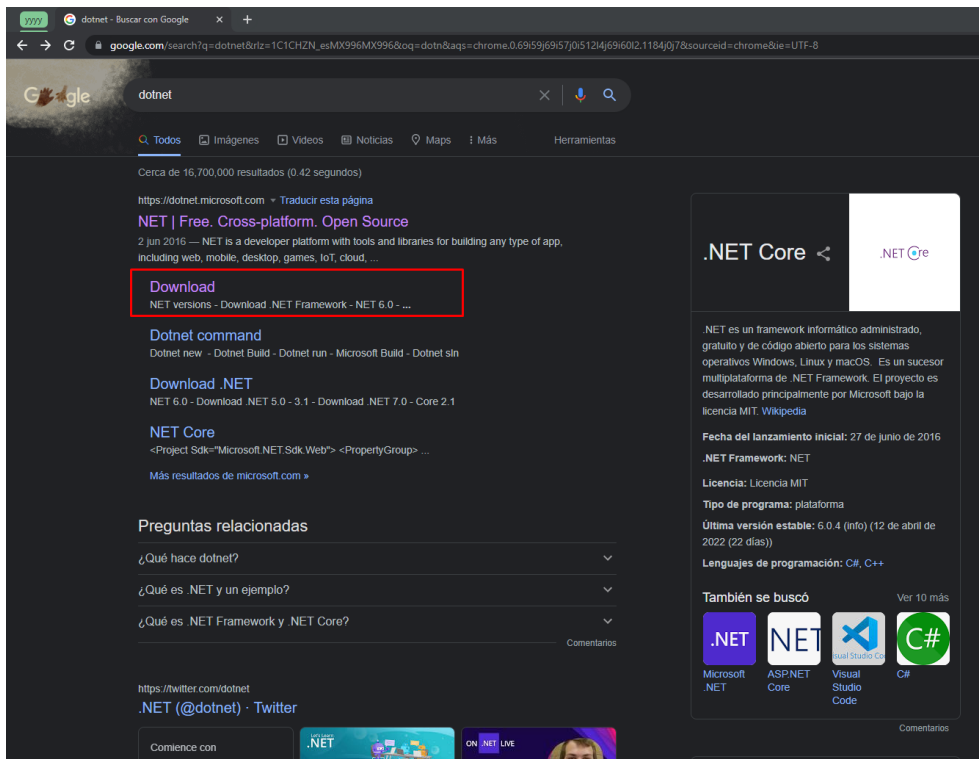 yyyy
dotnet - Buscar con Google
google.com/search?q=dotnet&rlz=1C1CHZN_esMX996MX996&oq=dotn&aqs=chrome.0.69i59j69i57j0i512l4j69i60l2.1184j0j7&sourceid=chrome&ie=UTF-8
dotnet
Todos
Imágenes
Videos
Noticias
Maps
Más
Herramientas
Cerca de 16,700,000 resultados (0.42 segundos)
https://dotnet.microsoft.com
Traducir esta página
NET | Free. Cross-platform. Open Source
2 jun 2016 — NET is a developer platform with tools and libraries for building any type of app,
including web, mobile, desktop, games, IoT, cloud, ...
Download
NET versions - Download .NET Framework - NET 6.0 - ...
Dotnet command
Dotnet new - Dotnet Build - Dotnet run - Microsoft Build - Dotnet sln
Download .NET
NET 6.0 - Download .NET 5.0 - 3.1 - Download .NET 7.0 - Core 2.1
NET Core
<Project Sdk="Microsoft.NET.Sdk.Web"> <PropertyGroup> ...
Más resultados de microsoft.com »
Preguntas relacionadas
¿Qué hace dotnet?
¿Qué es .NET y un ejemplo?
¿Qué es .NET Framework y .NET Core?
Comentarios
https://twitter.com/dotnet
.NET (@dotnet) · Twitter
Comience con
Let's Learn
.NET
ON .NET LIVE
.NET Core
.NET Core
.NET es un framework informático administrado,
gratuito y de código abierto para los sistemas
operativos Windows, Linux y macOS. Es un sucesor
multiplataforma de .NET Framework. El proyecto es
desarrollado principalmente por Microsoft bajo la
licencia MIT. Wikipedia
Fecha del lanzamiento inicial: 27 de junio de 2016
.NET Framework: NET
Licencia: Licencia MIT
Tipo de programa: plataforma
Última versión estable: 6.0.4 (info) (12 de abril de
2022 (22 días))
Lenguajes de programación: C#, C++
También se buscó
Ver 10 más
.NET
NET
Visual Studio Co
C#
Microsoft
.NET
ASP.NET
Core
Visual
Studio
Code
C#
Comentarios